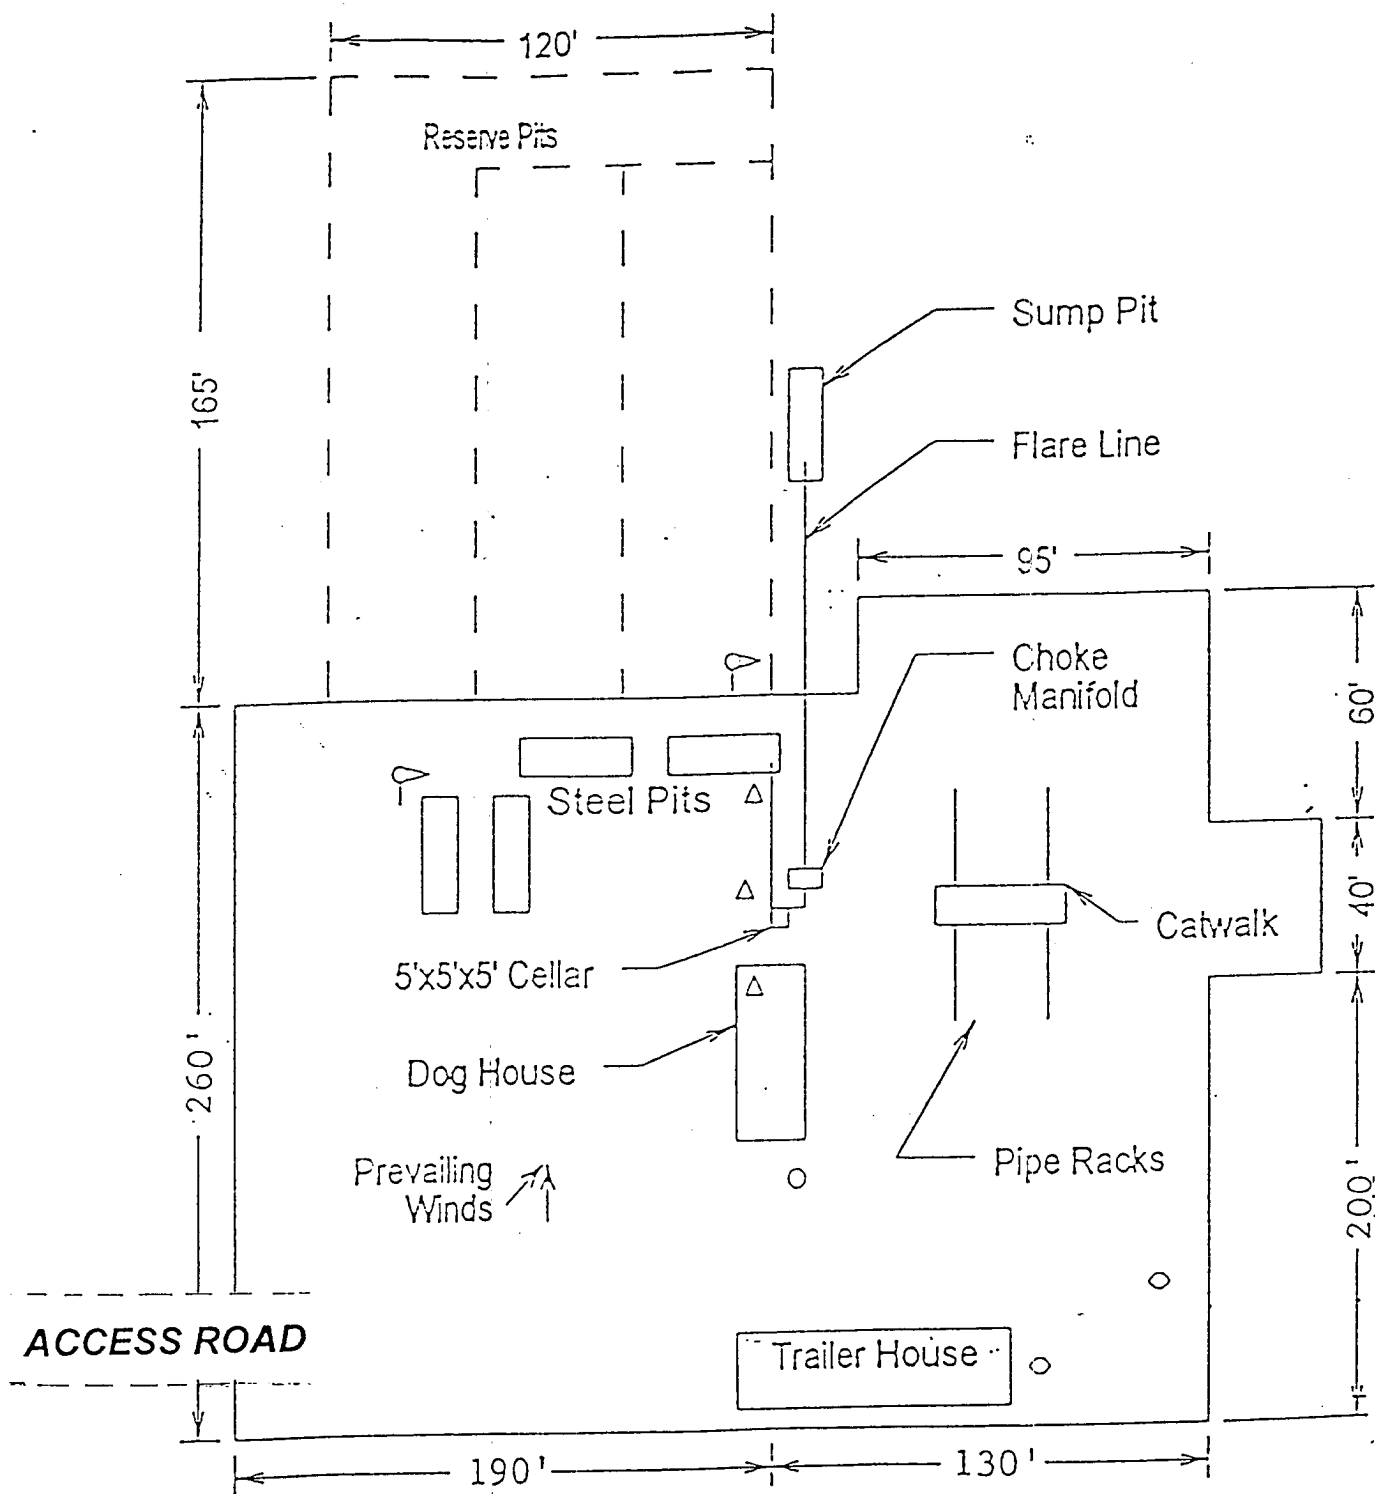 120'
Reserve Pits
Sump Pit
165'
Flare Line
95'
Choke
Manifold
60'
Steel Pits
40'
Catwalk
5'x5'x5' Cellar
260'
Dog House
Prevailing
Winds
Pipe Racks
200'
ACCESS ROAD
Trailer House
190'
130'